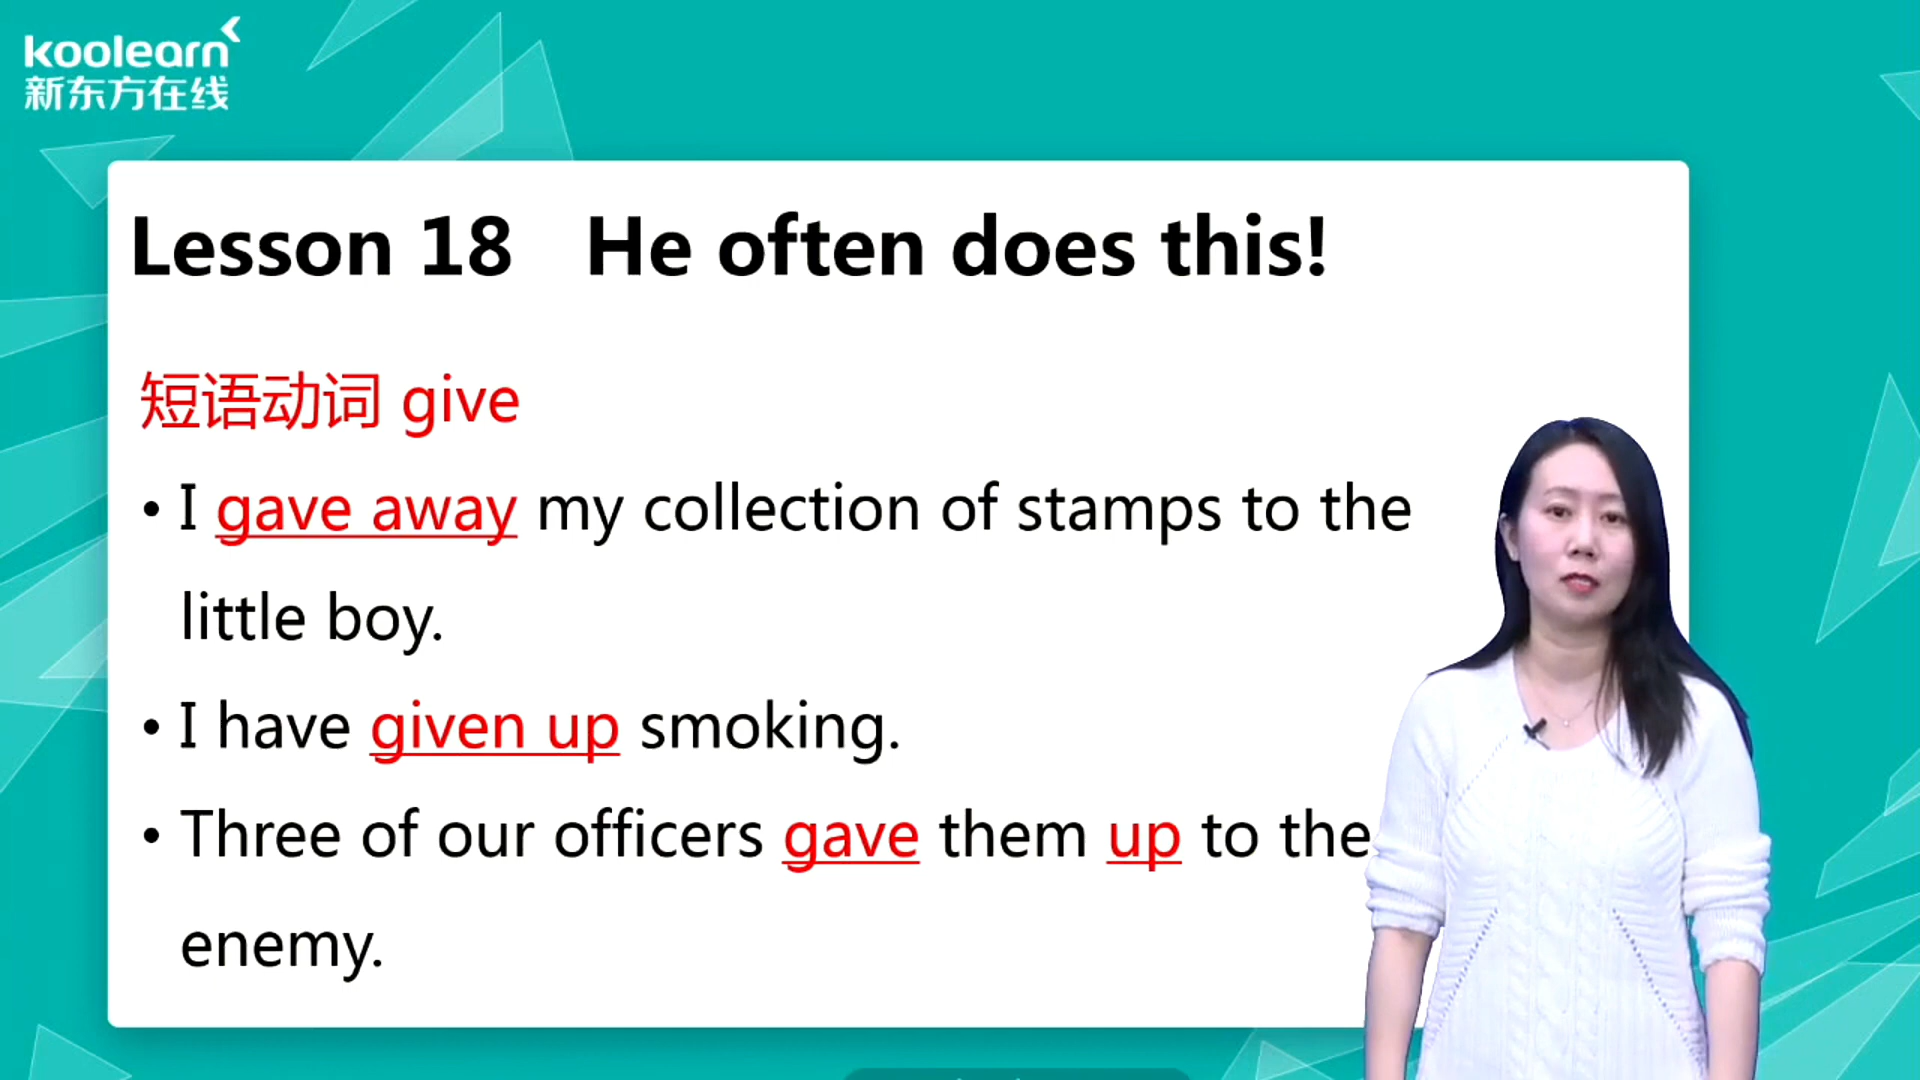 koolearn
新东方在线
Lesson 18 He often does this!
短语动词 give
• I gave away my collection of stamps to the
little boy.
• I have given up smoking.
• Three of our officers gave them up to the
enemy.